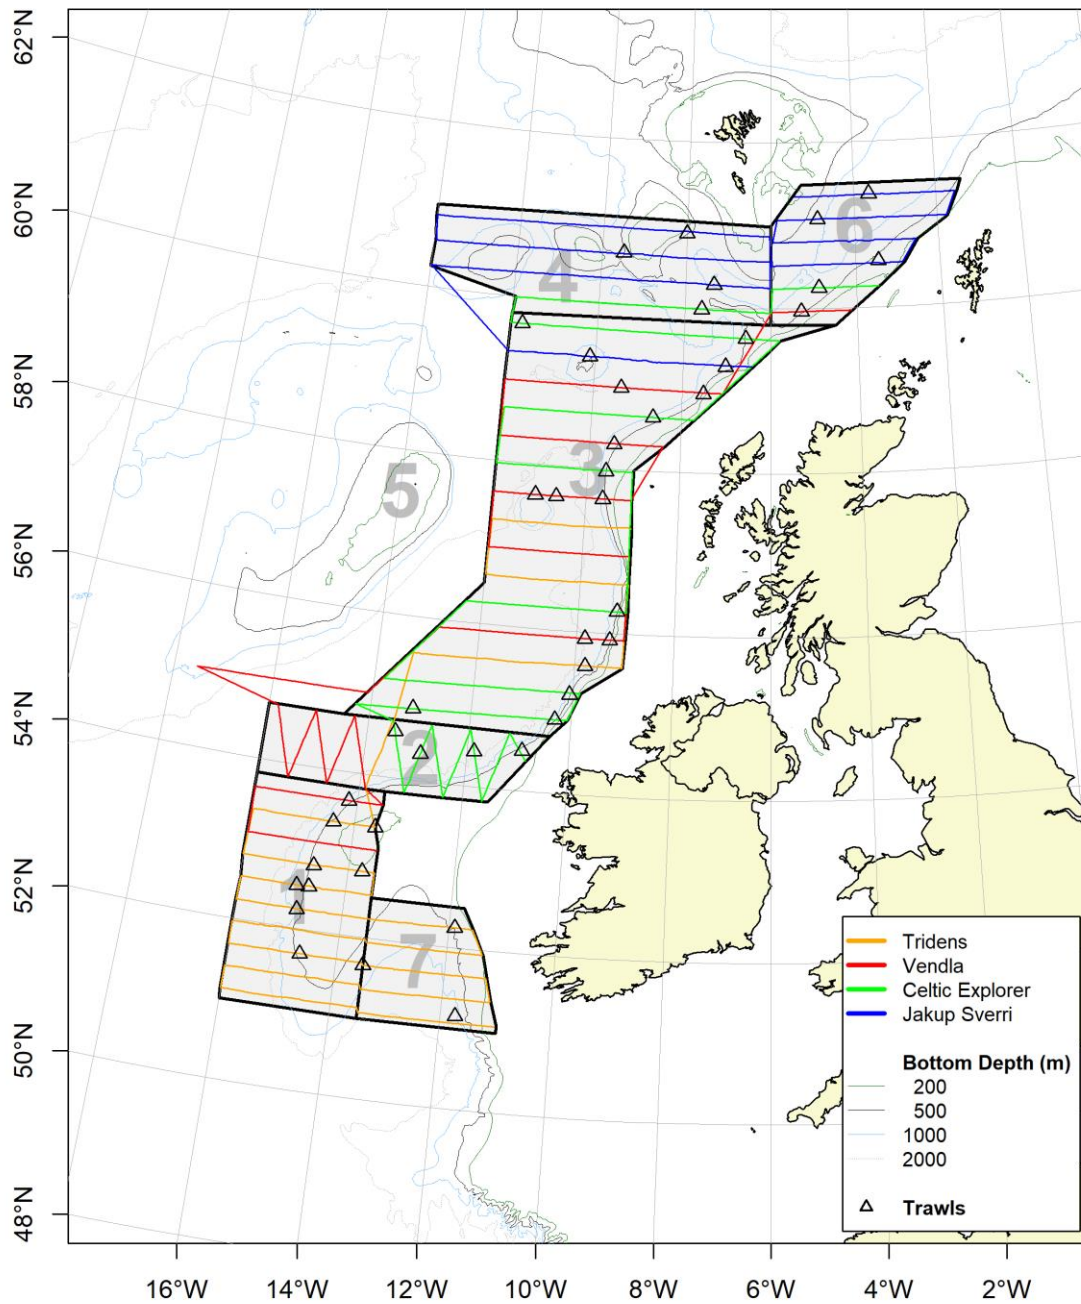 62°N
60°N
58°N
56°N
54°N
52°N
50°N
48°N
6
4
3
5
2
1
7
Tridens
Vendla
Celtic Explorer
Jakup Sverri
Bottom Depth (m)
200
500
1000
2000
Trawls
16°W
14°W
12°W
10°W
8°W
6°W
4°W
2°W